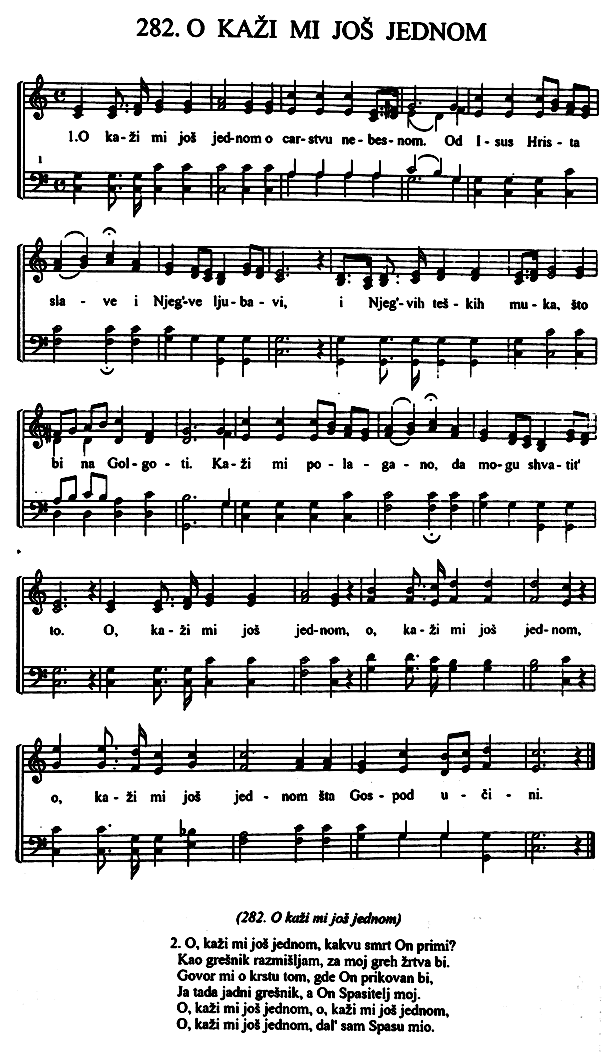 282. O KAŽI MI JOŠ JEDNOM
1.O ka-ži mi još jed-nom o car-stvu ne-bes-nom. Od I-sus Hris-ta
sla - ve i Njeg'-ve lju-ba-vi, i Njeg'-vih teš-kih mu-ka, što
bi na Gol-go-ti. Ka-ži mi po-la-ga-no, da mo-gu shva-tit'
to. O, ka-ži mi još jed-nom, o, ka-ži mi još jed-nom,
o, ka-ži mi još jed-nom šta Gos-pod u-či-ni.
(282. O kaži mi još jednom)
2. O, kaži mi još jednom, kakvu smrt On primi?
Kao grešnik razmišljam, za moj greh žrtva bi.
Govor mi o krstu tom, gde On prikovan bi,
Ja tada jadni grešnik, a On Spasitelj moj.
O, kaži mi još jednom, o, kaži mi još jednom,
O, kaži mi još jednom, dal' sam Spasu mio.